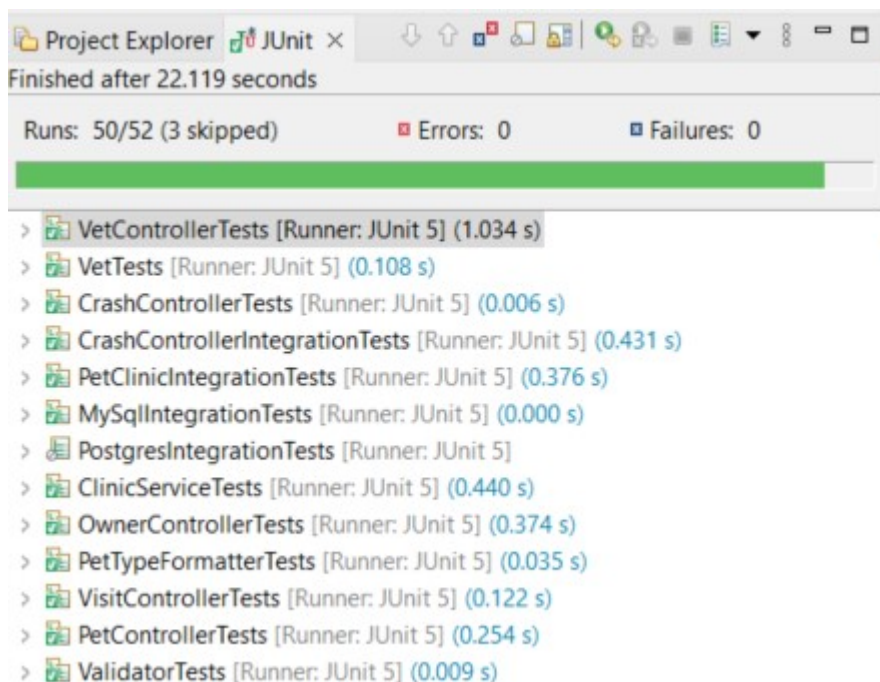 Project Explorer JUnit
Finished after 22.119 seconds
Runs: 50/52 (3 skipped) Errors: 0 Failures: 0
VetControllerTests [Runner: JUnit 5] (1.034 s)
VetTests [Runner: JUnit 5] (0.108 s)
CrashControllerTests [Runner: JUnit 5] (0.006 s)
CrashControllerIntegrationTests [Runner: JUnit 5] (0.431 s)
PetClinicIntegrationTests [Runner: JUnit 5] (0.376 s)
MySqlIntegrationTests [Runner: JUnit 5] (0.000 s)
PostgresIntegrationTests [Runner: JUnit 5]
ClinicServiceTests [Runner: JUnit 5] (0.440 s)
OwnerControllerTests [Runner: JUnit 5] (0.374 s)
PetTypeFormatterTests [Runner: JUnit 5] (0.035 s)
VisitControllerTests [Runner: JUnit 5] (0.122 s)
PetControllerTests [Runner: JUnit 5] (0.254 s)
ValidatorTests [Runner: JUnit 5] (0.009 s)